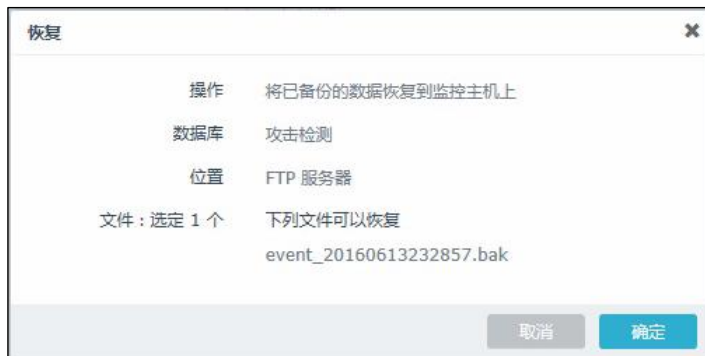 恢复
操作 将已备份的数据恢复到监控主机上
数据库 攻击检测
位置 FTP 服务器
文件：选定 1 个 下列文件可以恢复
event_20160613232857.bak
取消 确定